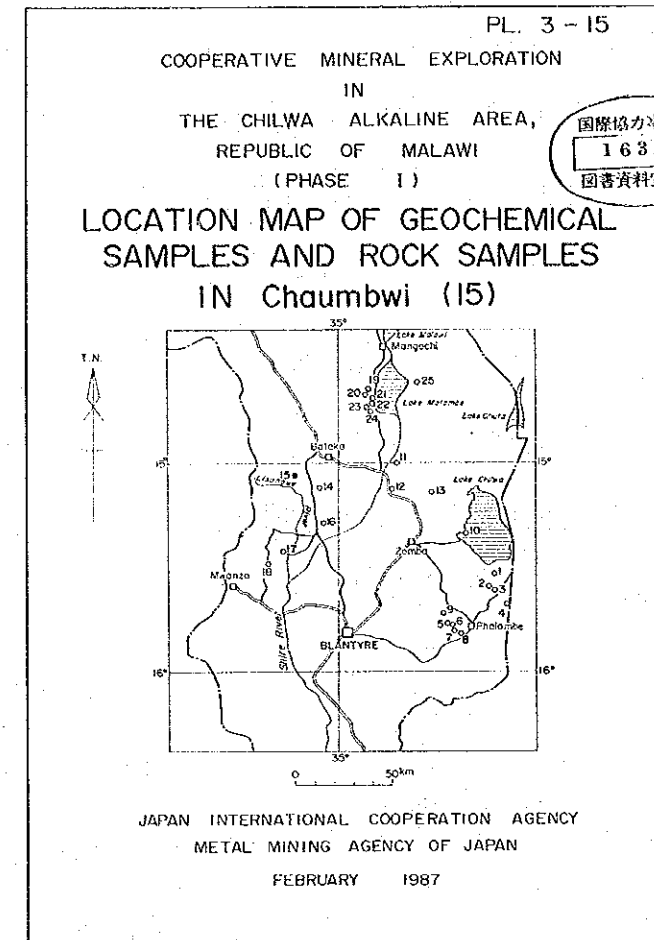 PL. 3-15
COOPERATIVE MINERAL EXPLORATION
IN
THE CHILWA ALKALINE AREA,
REPUBLIC OF MALAWI
(PHASE I)
国際協力
163
図書資料
LOCATION MAP OF GEOCHEMICAL
SAMPLES AND ROCK SAMPLES
IN Chaumbwi (15)
T.N.
35°
Lake Malawi
Mangochi
19
25
20
21
22
Lake Malombe
23
24
Lake Chiuta
Balaka
11
15°
15°
15
14
12
13
Lake Chilwa
River
16
10
17
Zomba
18
1
Mwanza
2
3
4
9
5
6
Phalombe
7
8
BLANTYRE
Shire River
16°
16°
35°
0
50km
JAPAN INTERNATIONAL COOPERATION AGENCY
METAL MINING AGENCY OF JAPAN
FEBRUARY 1987